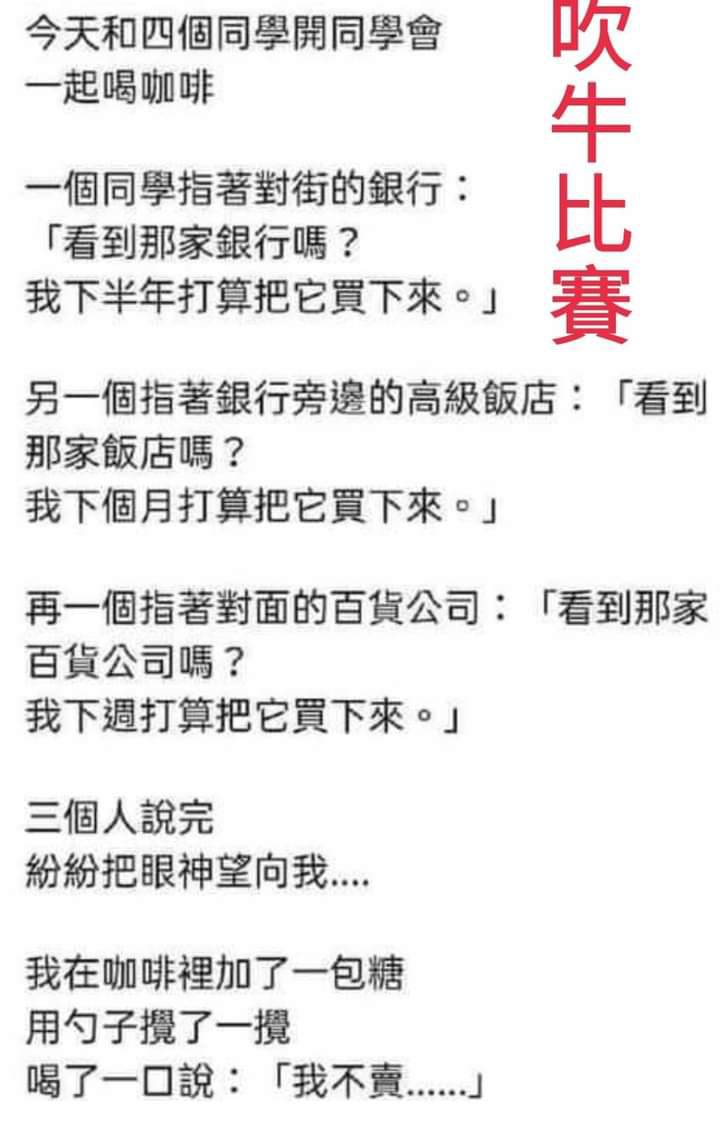 吹牛比賽
今天和四個同學開同學會
一起喝咖啡
一個同學指著對街的銀行：
「看到那家銀行嗎？
我下半年打算把它買下來。」
另一個指著銀行旁邊的高級飯店：「看到
那家飯店嗎？
我下個月打算把它買下來。」
再一個指著對面的百貨公司：「看到那家
百貨公司嗎？
我下週打算把它買下來。」
三個人說完
紛紛把眼神望向我....
我在咖啡裡加了一包糖
用勺子攪了一攪
喝了一口說：「我不賣......」